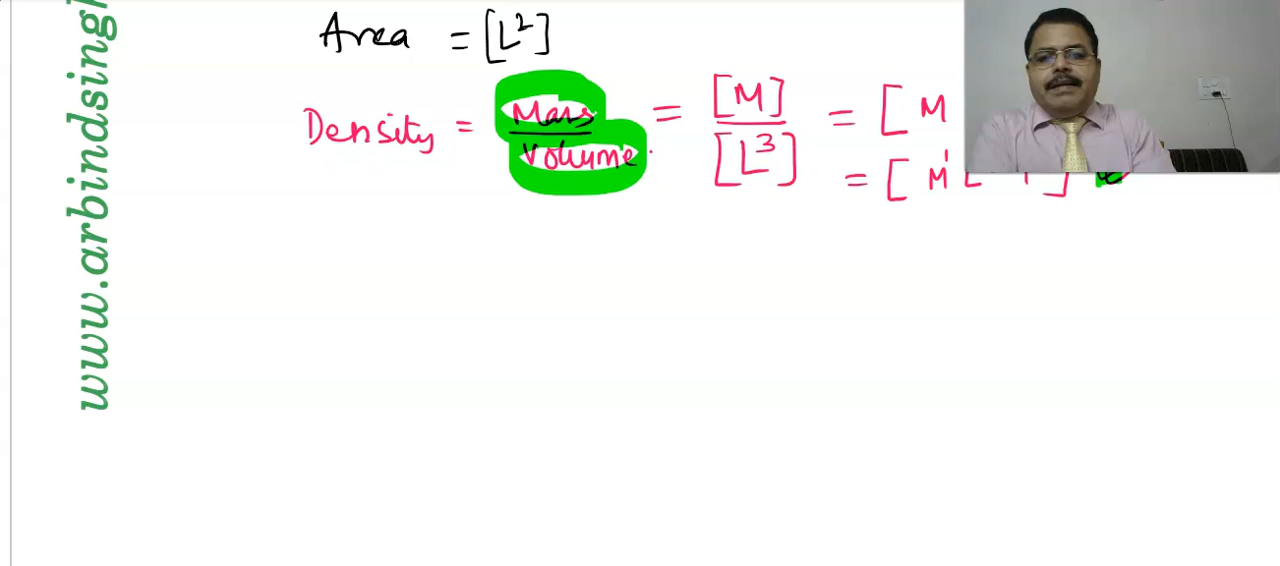 Area = [L²]
Density = Mass / Volume = [M] / [L³] = [M
= [M¹ L
www.arbindsingh